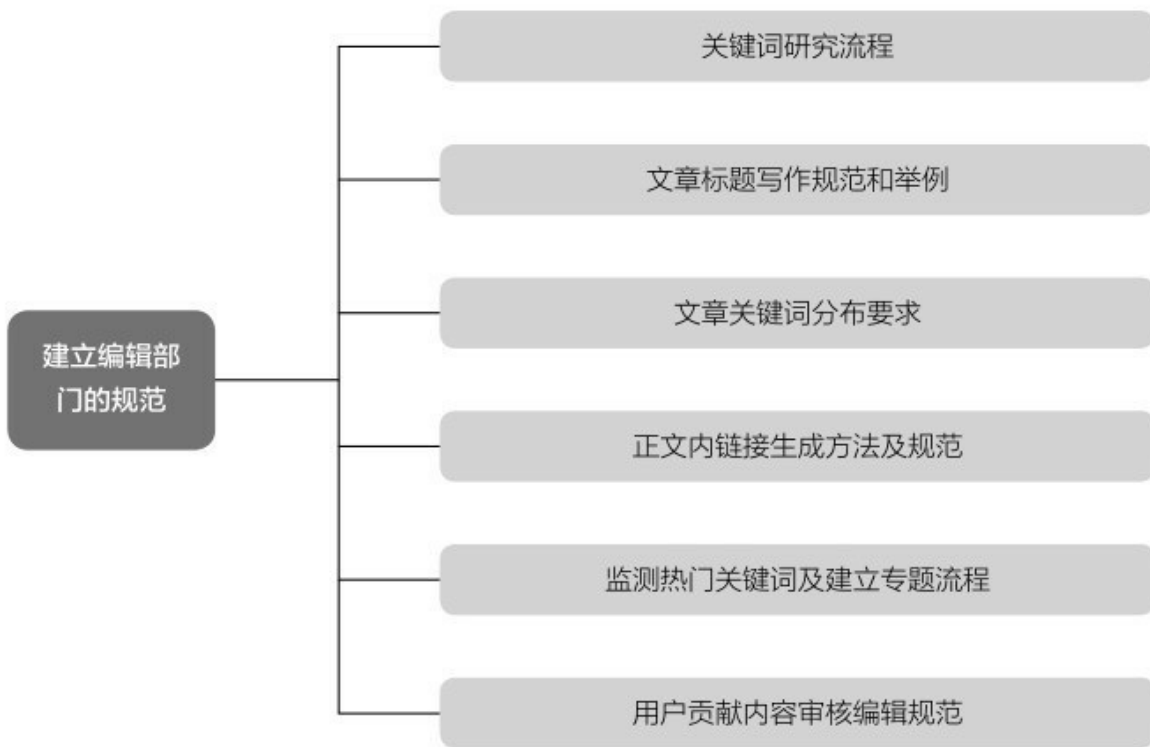 关键词研究流程
文章标题写作规范和举例
文章关键词分布要求
建立编辑部
门的规范
正文内链接生成方法及规范
监测热门关键词及建立专题流程
用户贡献内容审核编辑规范